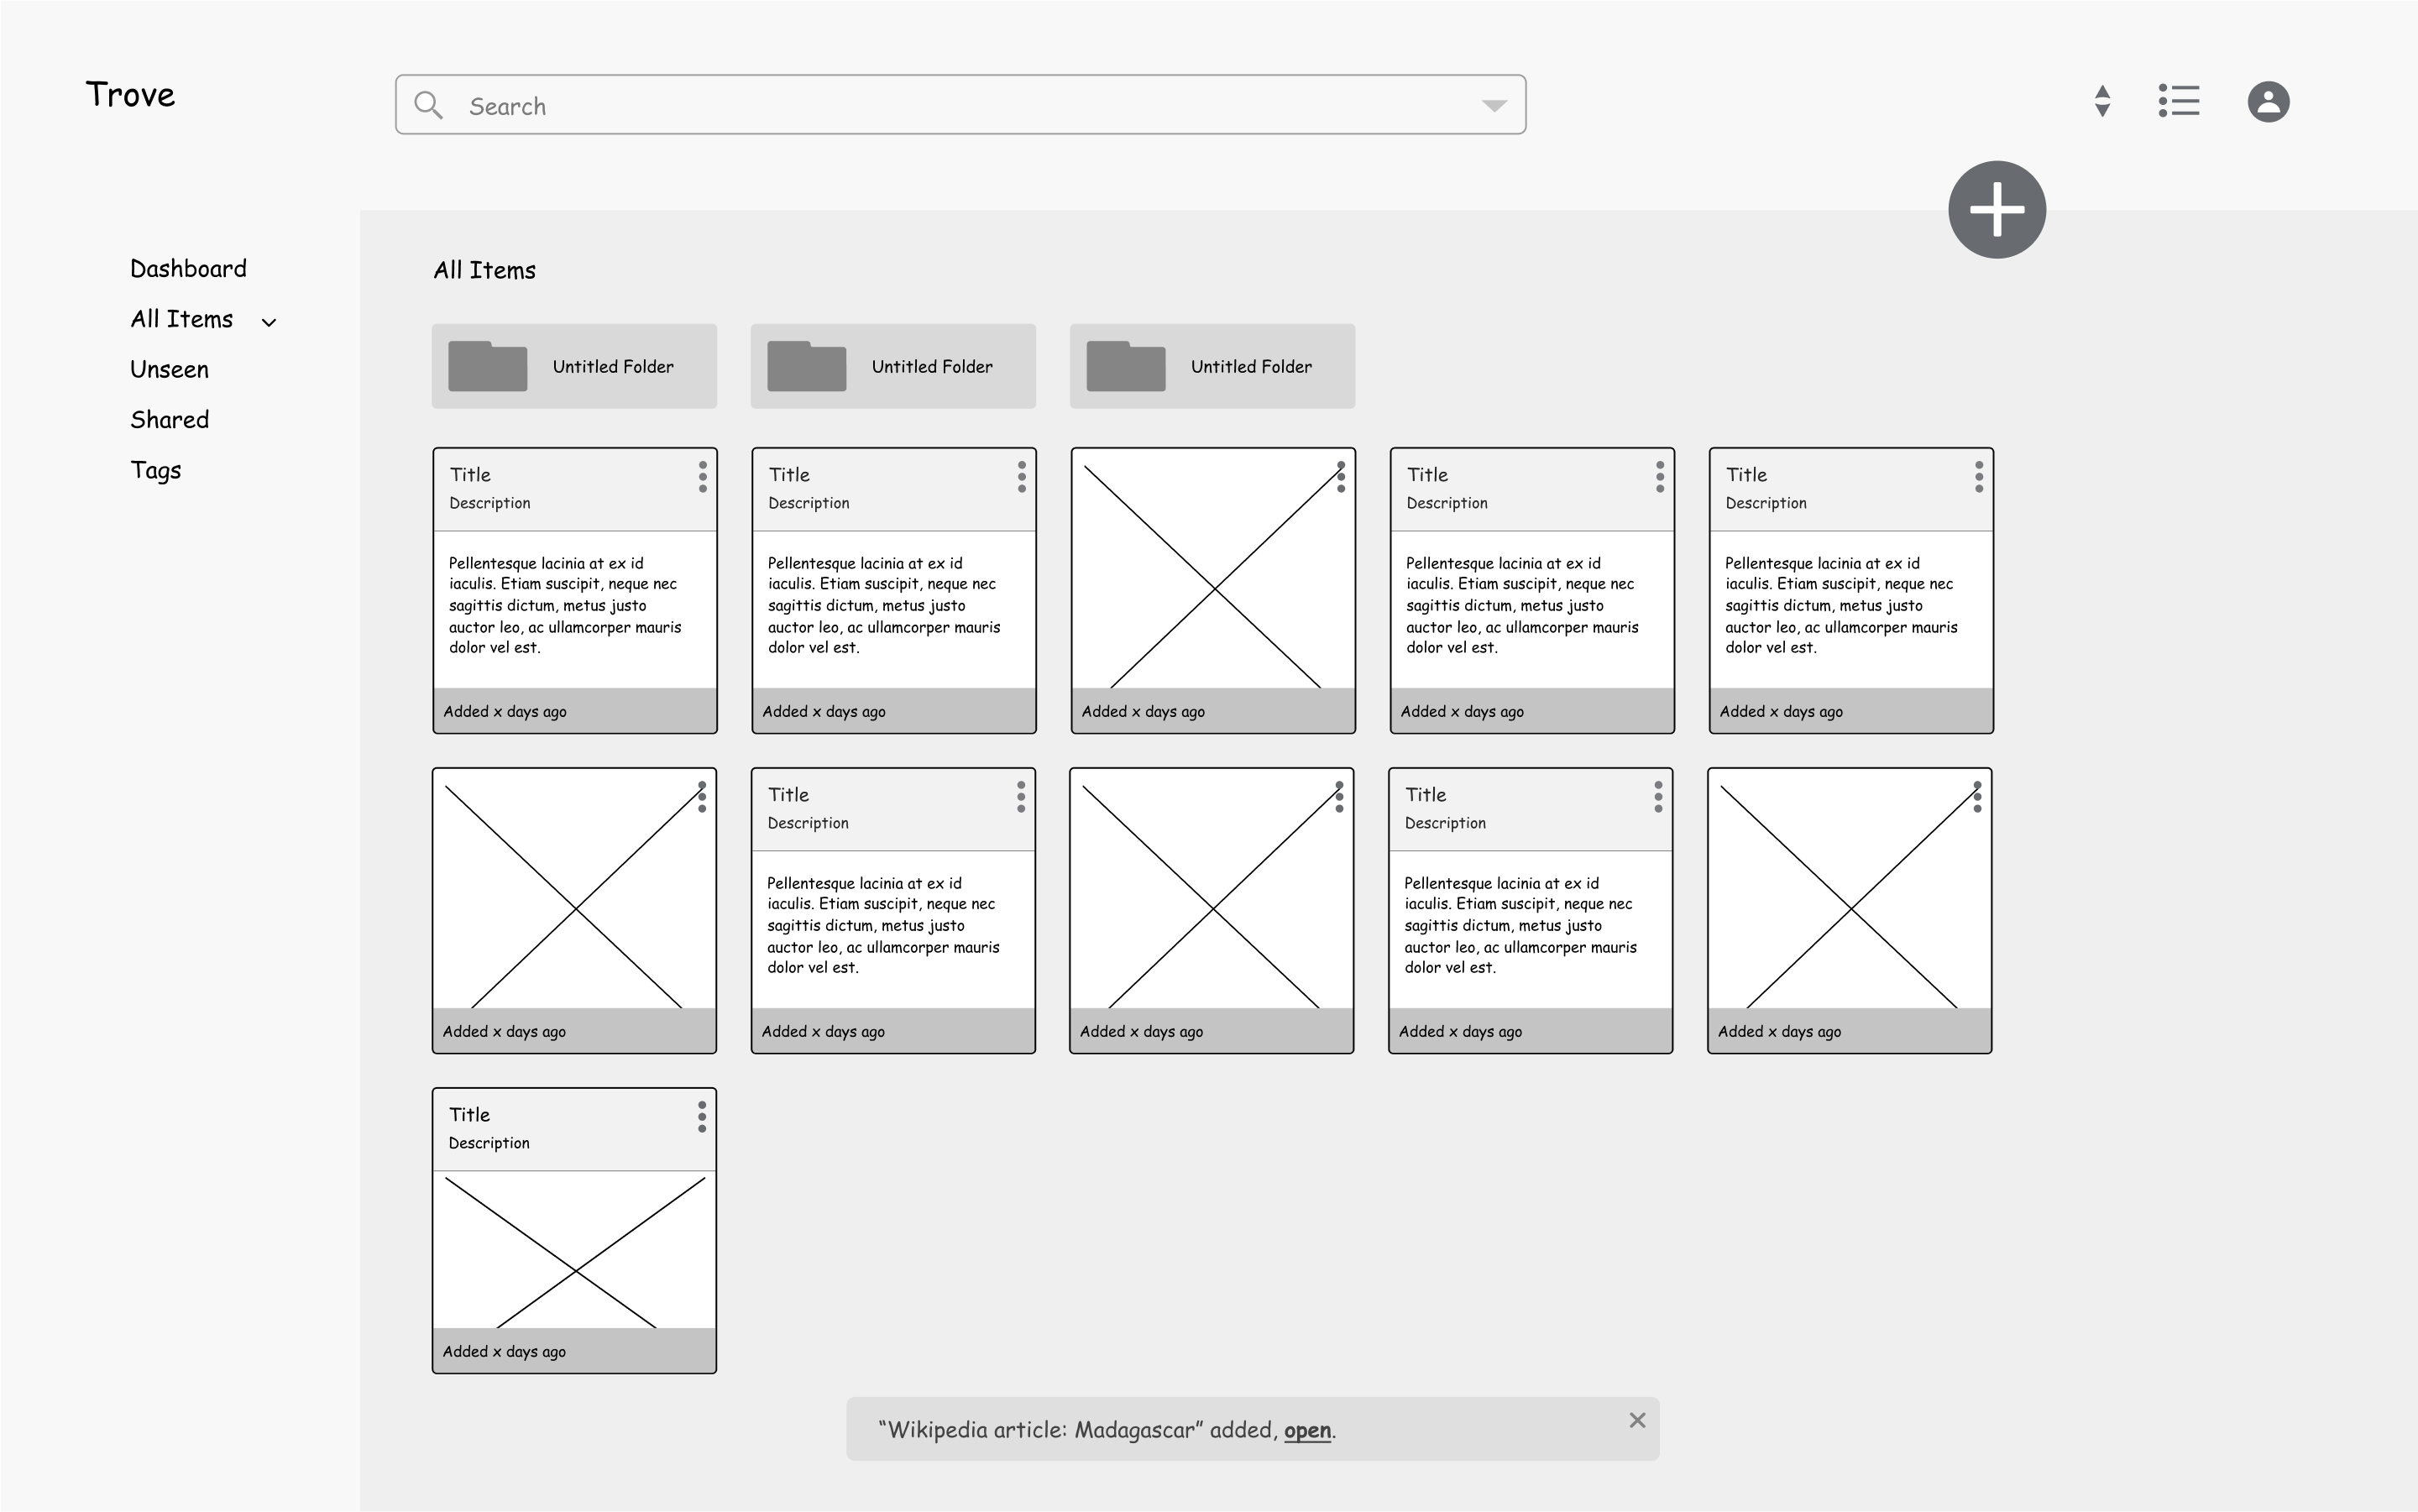 Trove
Search
Dashboard
All Items
Unseen
Shared
Tags
All Items
Untitled Folder
Untitled Folder
Untitled Folder
Title
Description
Pellentesque lacinia at ex id
iaculis. Etiam suscipit, neque nec
sagittis dictum, metus justo
auctor leo, ac ullamcorper mauris
dolor vel est.
Added x days ago
Title
Description
Pellentesque lacinia at ex id
iaculis. Etiam suscipit, neque nec
sagittis dictum, metus justo
auctor leo, ac ullamcorper mauris
dolor vel est.
Added x days ago
Added x days ago
Title
Description
Pellentesque lacinia at ex id
iaculis. Etiam suscipit, neque nec
sagittis dictum, metus justo
auctor leo, ac ullamcorper mauris
dolor vel est.
Added x days ago
Title
Description
Pellentesque lacinia at ex id
iaculis. Etiam suscipit, neque nec
sagittis dictum, metus justo
auctor leo, ac ullamcorper mauris
dolor vel est.
Added x days ago
Added x days ago
Title
Description
Pellentesque lacinia at ex id
iaculis. Etiam suscipit, neque nec
sagittis dictum, metus justo
auctor leo, ac ullamcorper mauris
dolor vel est.
Added x days ago
Added x days ago
Title
Description
Pellentesque lacinia at ex id
iaculis. Etiam suscipit, neque nec
sagittis dictum, metus justo
auctor leo, ac ullamcorper mauris
dolor vel est.
Added x days ago
Added x days ago
Title
Description
Added x days ago
“Wikipedia article: Madagascar” added, open.